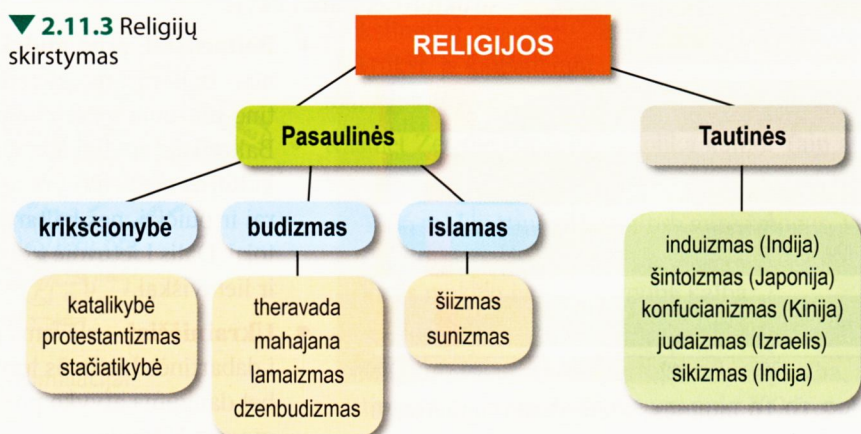 ▼ 2.11.3 Religijų
skirstymas
RELIGIJOS
Pasaulinės
Tautinės
krikščionybė
budizmas
islamas
katalikybė
protestantizmas
stačiatikybė
theravada
mahajana
lamaizmas
dzenbudizmas
šiizmas
sunizmas
induizmas (Indija)
šintoizmas (Japonija)
konfucianizmas (Kinija)
judaizmas (Izraelis)
sikizmas (Indija)